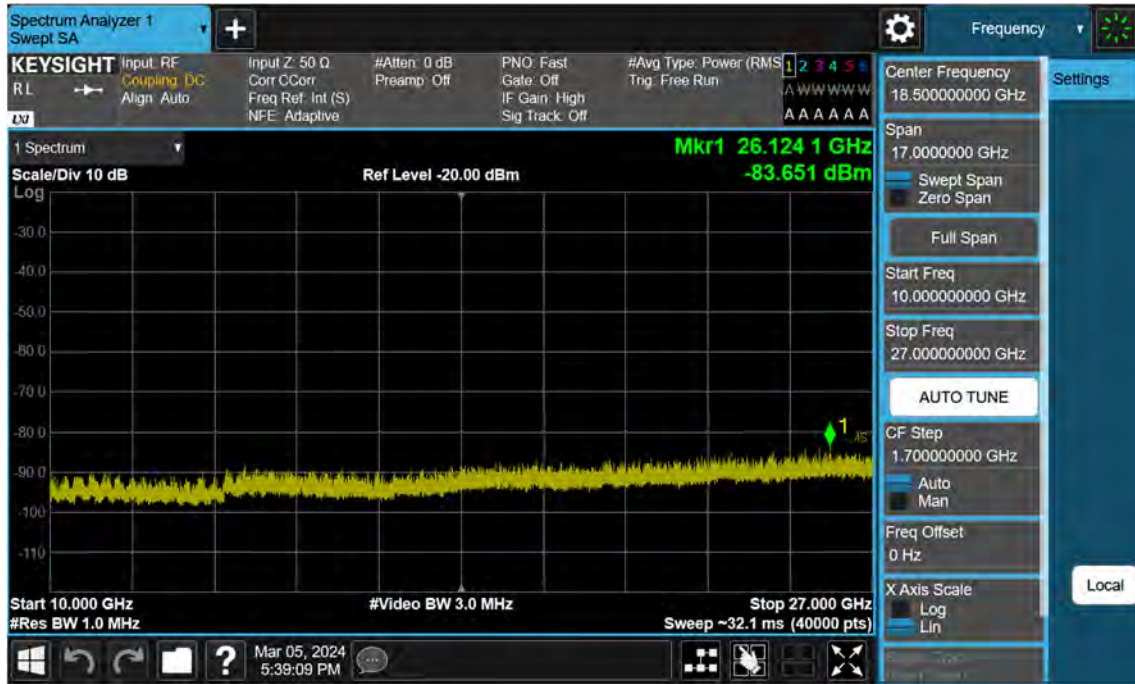 Spectrum Analyzer 1
Swept SA
Frequency
KEYSIGHT
R L
LXI
Input: RF
Coupling: DC
Align: Auto
Input Z: 50 Ω
Corr CCorr
Freq Ref: Int (S)
NFE: Adaptive
#Atten: 0 dB
Preamp: Off
PNO: Fast
Gate: Off
IF Gain: High
Sig Track: Off
#Avg Type: Power (RMS
Trig: Free Run
1 2 3 4 5 6
A W W W W W
A A A A A A
1 Spectrum
Mkr1 26.124 1 GHz
Scale/Div 10 dB
Ref Level -20.00 dBm
-83.651 dBm
Log
-30.0
-40.0
-50.0
-60.0
-70.0
-80.0
1
-90.0
-100
-110
Start 10.000 GHz
#Video BW 3.0 MHz
Stop 27.000 GHz
#Res BW 1.0 MHz
Sweep ~32.1 ms (40000 pts)
Center Frequency
18.500000000 GHz
Settings
Span
17.0000000 GHz
Swept Span
Zero Span
Full Span
Start Freq
10.000000000 GHz
Stop Freq
27.000000000 GHz
AUTO TUNE
CF Step
1.700000000 GHz
Auto
Man
Freq Offset
0 Hz
X Axis Scale
Log
Lin
Local
?
Mar 05, 2024
5:39:09 PM